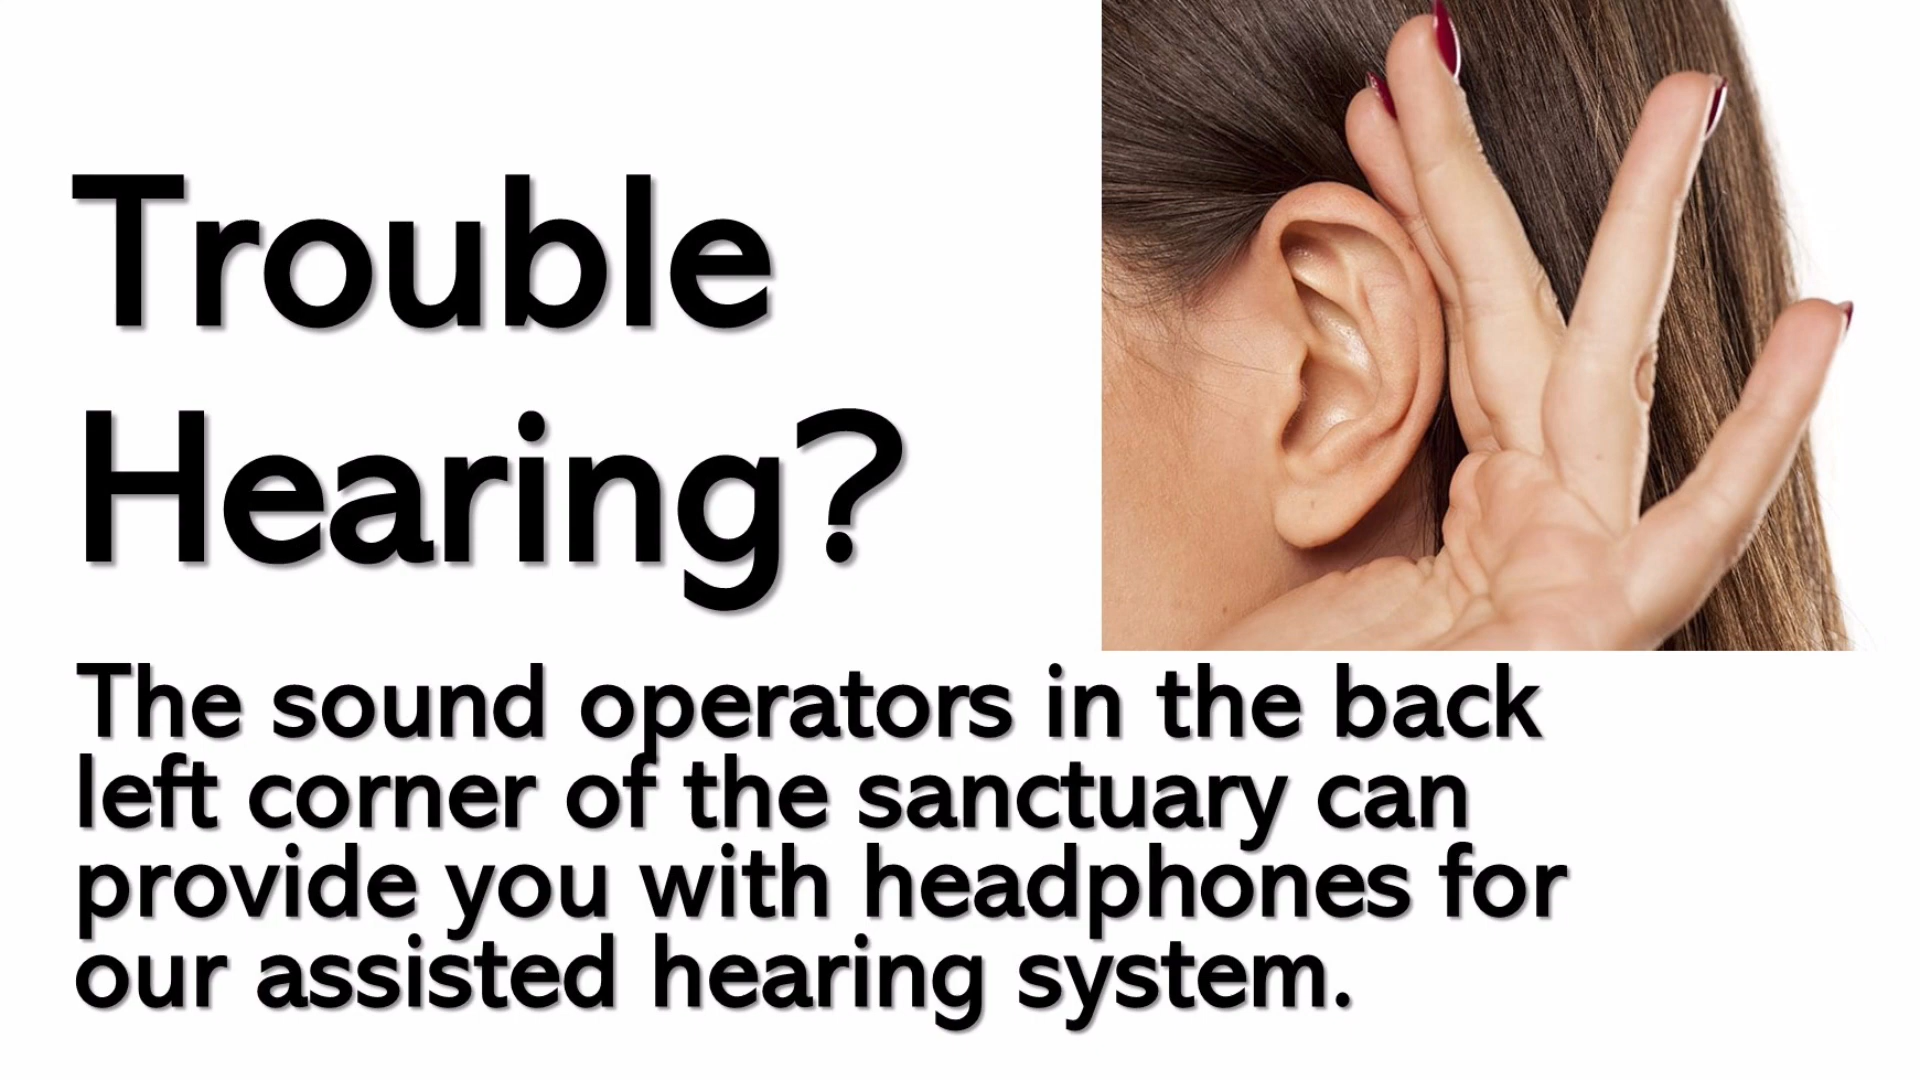 Trouble
Hearing?
The sound operators in the back
left corner of the sanctuary can
provide you with headphones for
our assisted hearing system.